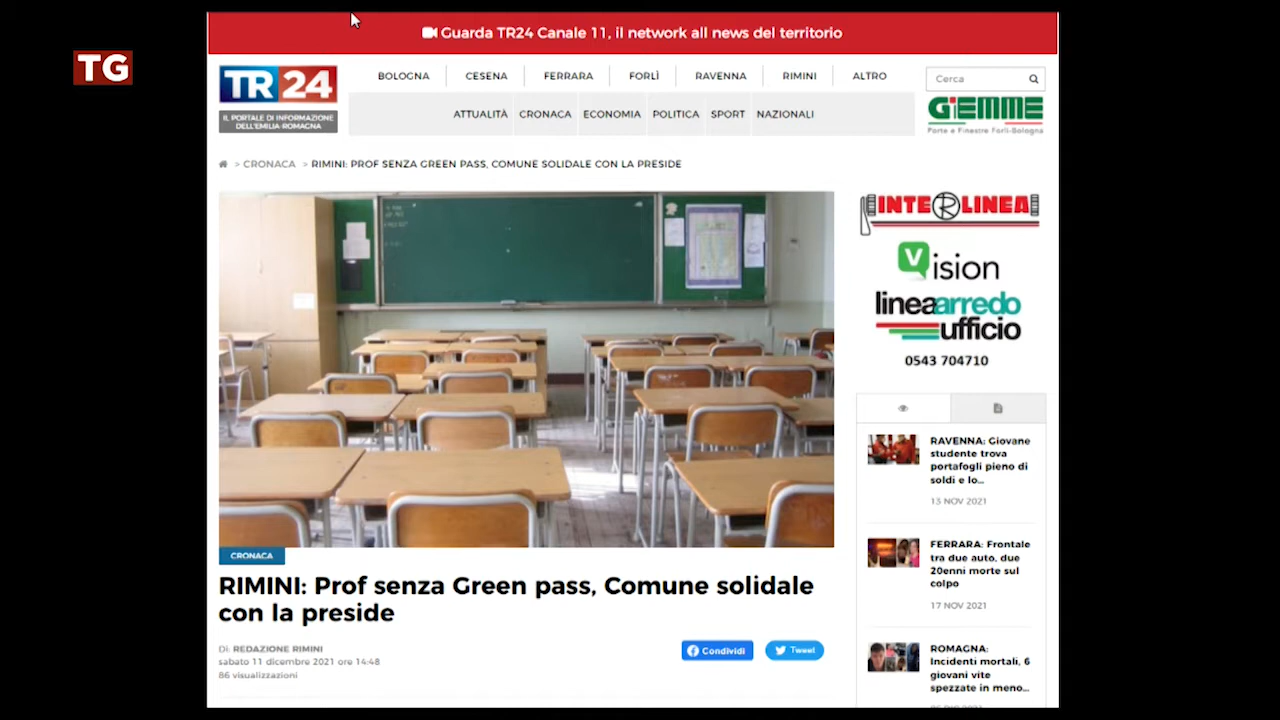 TG
Guarda TR24 Canale 11, il network all news del territorio
TR24
IL PORTALE DI INFORMAZIONE
DELL'EMILIA-ROMAGNA
BOLOGNA CESENA FERRARA FORLÌ RAVENNA RIMINI ALTRO
Cerca
ATTUALITÀ CRONACA ECONOMIA POLITICA SPORT NAZIONALI
GIEMME
Porte e Finestre Forlì-Bologna
> CRONACA > RIMINI: PROF SENZA GREEN PASS, COMUNE SOLIDALE CON LA PRESIDE
INTERLINEA
Vision
lineaarredo
ufficio
0543 704710
RAVENNA: Giovane
studente trova
portafogli pieno di
soldi e lo...
13 NOV 2021
FERRARA: Frontale
tra due auto, due
20enni morte sul
colpo
17 NOV 2021
ROMAGNA:
Incidenti mortali, 6
giovani vite
spezzate in meno...
CRONACA
RIMINI: Prof senza Green pass, Comune solidale
con la preside
Di: REDAZIONE RIMINI
sabato 11 dicembre 2021 ore 14:48
86 visualizzazioni
Condividi
Tweet